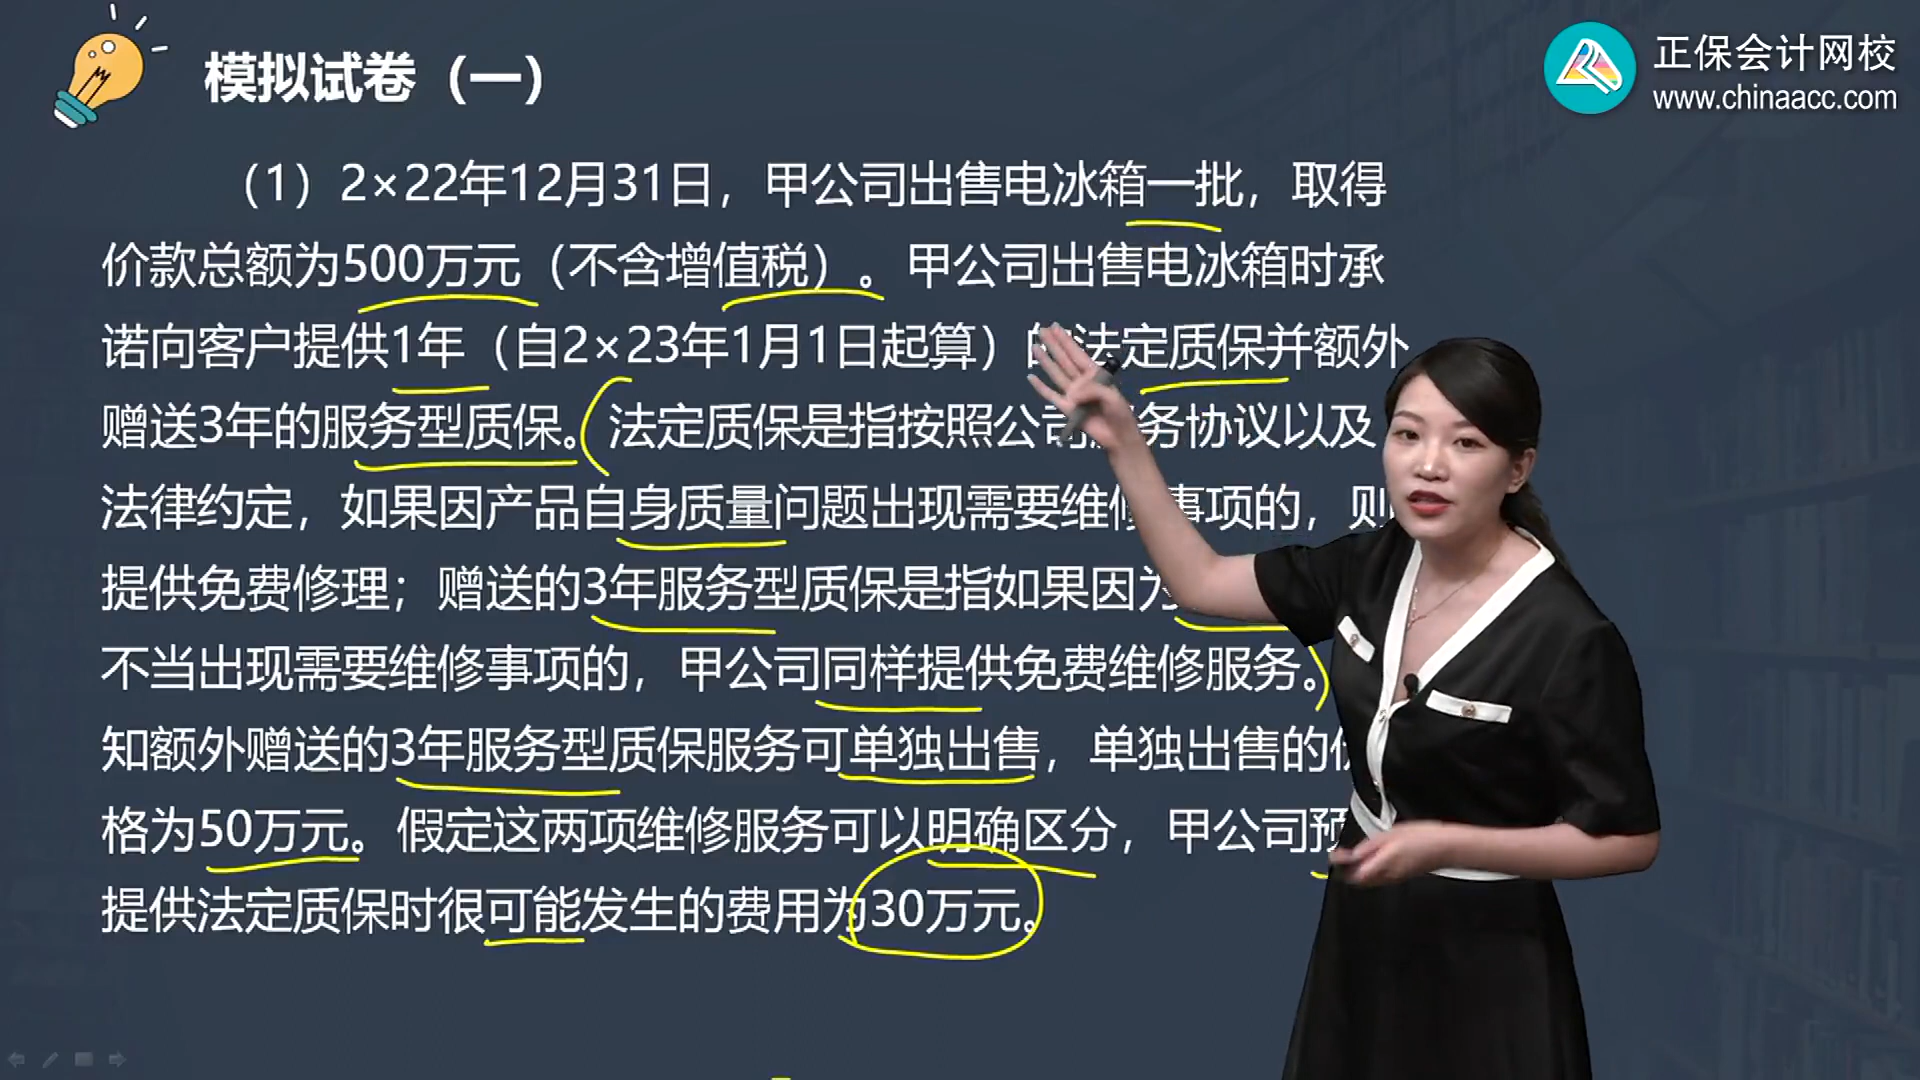 模拟试卷（一）
正保会计网校
www.chinaacc.com
（1）2×22年12月31日，甲公司出售电冰箱一批，取得
价款总额为500万元（不含增值税）。甲公司出售电冰箱时承
诺向客户提供1年（自2×23年1月1日起算）的法定质保并额外
赠送3年的服务型质保。法定质保是指按照公司服务协议以及
法律约定，如果因产品自身质量问题出现需要维修事项的，则
提供免费修理；赠送的3年服务型质保是指如果因为
不当出现需要维修事项的，甲公司同样提供免费维修服务。
知额外赠送的3年服务型质保服务可单独出售，单独出售的价
格为50万元。假定这两项维修服务可以明确区分，甲公司预
提供法定质保时很可能发生的费用为30万元。